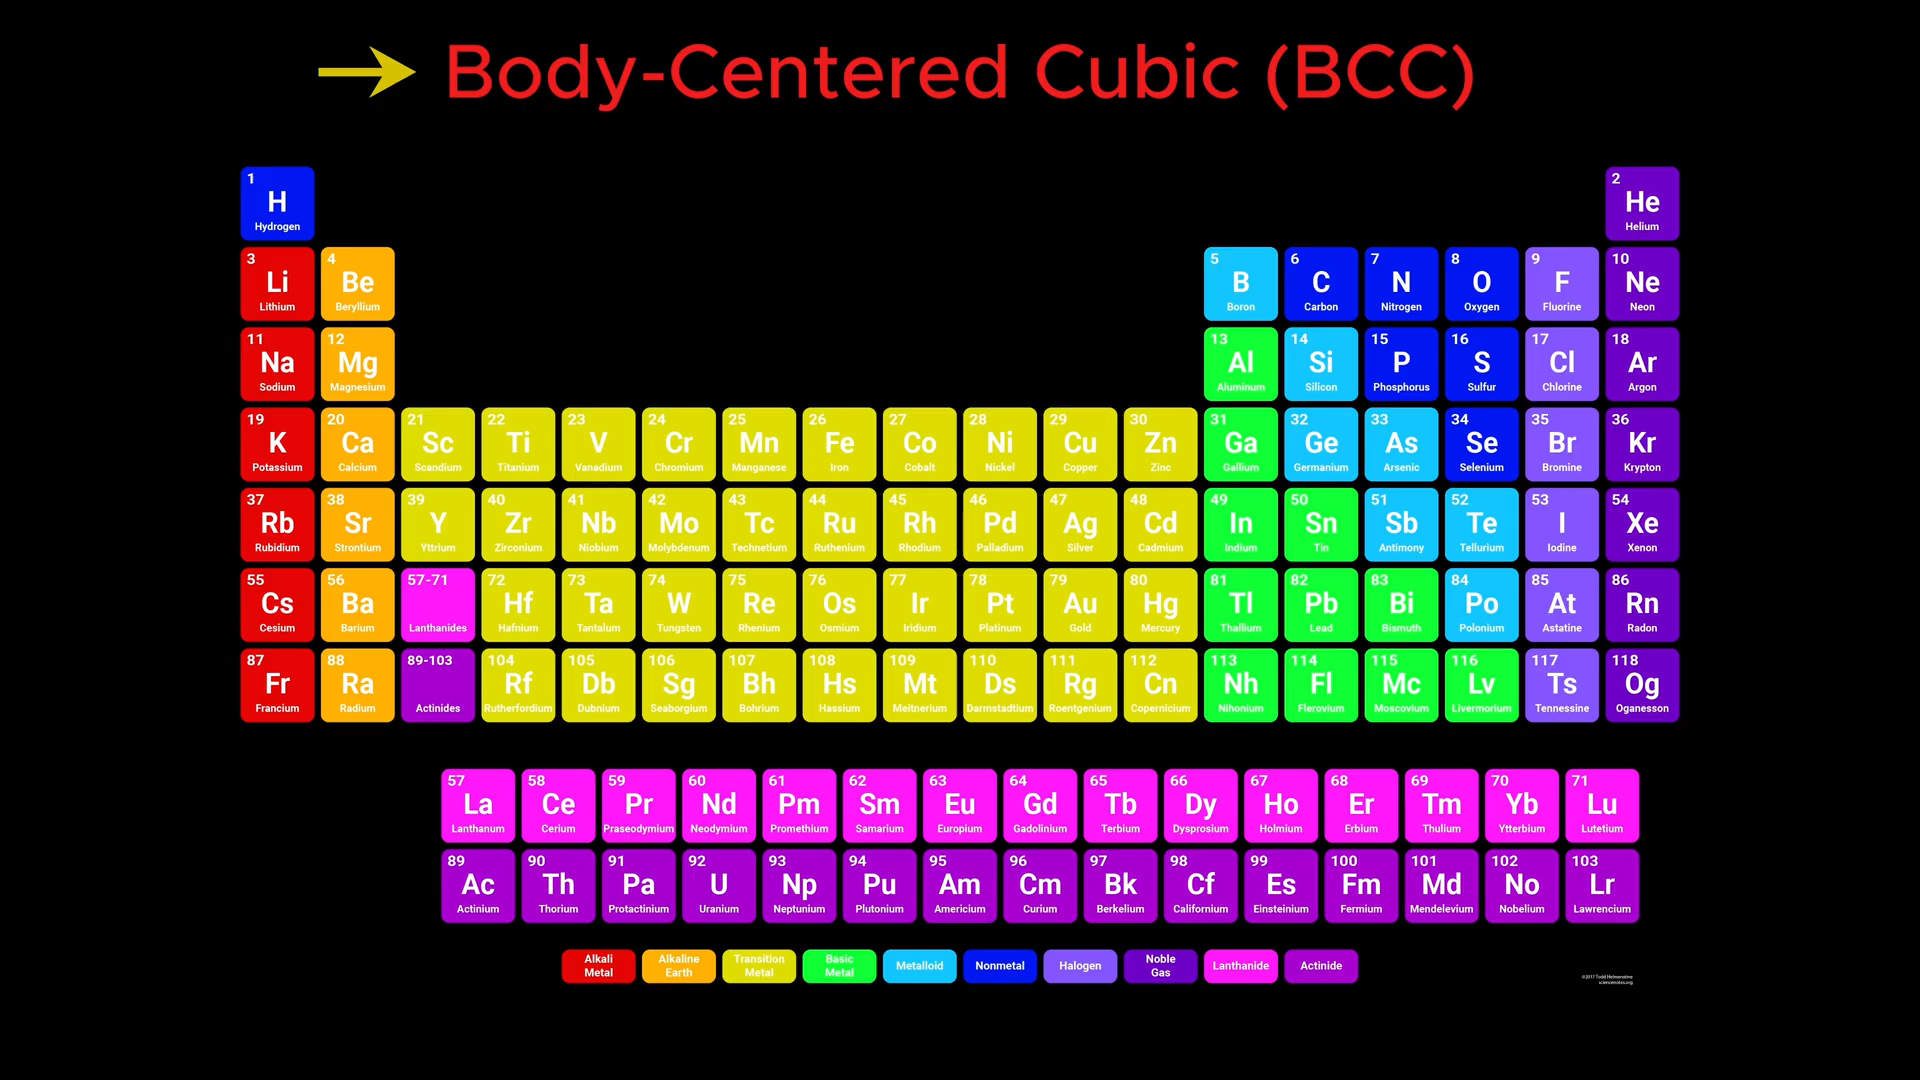 Body-Centered Cubic (BCC)
1 2
H He
Hydrogen Helium
3 4 5 6 7 8 9 10
Li Be B C N O F Ne
Lithium Beryllium Boron Carbon Nitrogen Oxygen Fluorine Neon
11 12 13 14 15 16 17 18
Na Mg Al Si P S Cl Ar
Sodium Magnesium Aluminum Silicon Phosphorus Sulfur Chlorine Argon
19 20 21 22 23 24 25 26 27 28 29 30 31 32 33 34 35 36
K Ca Sc Ti V Cr Mn Fe Co Ni Cu Zn Ga Ge As Se Br Kr
Potassium Calcium Scandium Titanium Vanadium Chromium Manganese Iron Cobalt Nickel Copper Zinc Gallium Germanium Arsenic Selenium Bromine Krypton
37 38 39 40 41 42 43 44 45 46 47 48 49 50 51 52 53 54
Rb Sr Y Zr Nb Mo Tc Ru Rh Pd Ag Cd In Sn Sb Te I Xe
Rubidium Strontium Yttrium Zirconium Niobium Molybdenum Technetium Ruthenium Rhodium Palladium Silver Cadmium Indium Tin Antimony Tellurium Iodine Xenon
55 56 57-71 72 73 74 75 76 77 78 79 80 81 82 83 84 85 86
Cs Ba Hf Ta W Re Os Ir Pt Au Hg Tl Pb Bi Po At Rn
Cesium Barium Lanthanides Hafnium Tantalum Tungsten Rhenium Osmium Iridium Platinum Gold Mercury Thallium Lead Bismuth Polonium Astatine Radon
87 88 89-103 104 105 106 107 108 109 110 111 112 113 114 115 116 117 118
Fr Ra Rf Db Sg Bh Hs Mt Ds Rg Cn Nh Fl Mc Lv Ts Og
Francium Radium Actinides Rutherfordium Dubnium Seaborgium Bohrium Hassium Meitnerium Darmstadtium Roentgenium Copernicium Nihonium Flerovium Moscovium Livermorium Tennessine Oganesson
57 58 59 60 61 62 63 64 65 66 67 68 69 70 71
La Ce Pr Nd Pm Sm Eu Gd Tb Dy Ho Er Tm Yb Lu
Lanthanum Cerium Praseodymium Neodymium Promethium Samarium Europium Gadolinium Terbium Dysprosium Holmium Erbium Thulium Ytterbium Lutetium
89 90 91 92 93 94 95 96 97 98 99 100 101 102 103
Ac Th Pa U Np Pu Am Cm Bk Cf Es Fm Md No Lr
Actinium Thorium Protactinium Uranium Neptunium Plutonium Americium Curium Berkelium Californium Einsteinium Fermium Mendelevium Nobelium Lawrencium
Alkali Metal Alkaline Earth Transition Metal Basic Metal Metalloid Nonmetal Halogen Noble Gas Lanthanide Actinide
©2017 Todd Helmenstine
sciencenotes.org